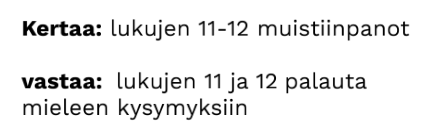 Kertaa: lukujen 11-12 muistiinpanot
vastaa: lukujen 11 ja 12 palauta
mieleen kysymyksiin